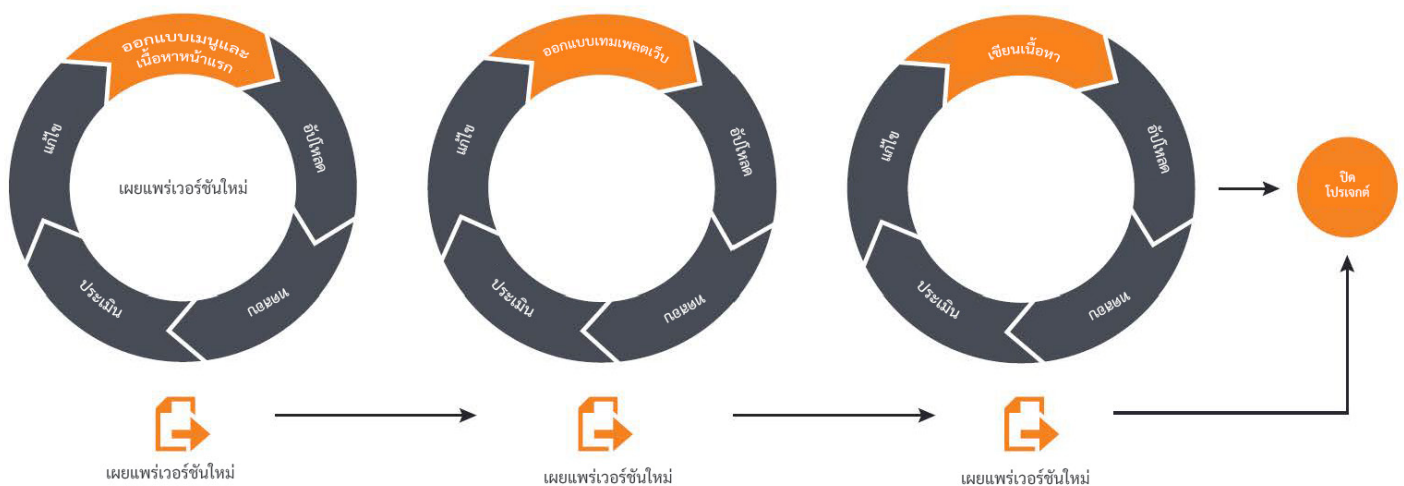 ออกแบบเมนูและ
เนื้อหาหน้าแรก
อัปโหลด
ทดสอบ
ประเมิน
แก้ไข
เผยแพร่เวอร์ชันใหม่
ออกแบบเทมเพลตเว็บ
อัปโหลด
ทดสอบ
ประเมิน
แก้ไข
เขียนเนื้อหา
อัปโหลด
ทดสอบ
ประเมิน
แก้ไข
ปิด
โปรเจกต์
เผยแพร่เวอร์ชันใหม่
เผยแพร่เวอร์ชันใหม่
เผยแพร่เวอร์ชันใหม่